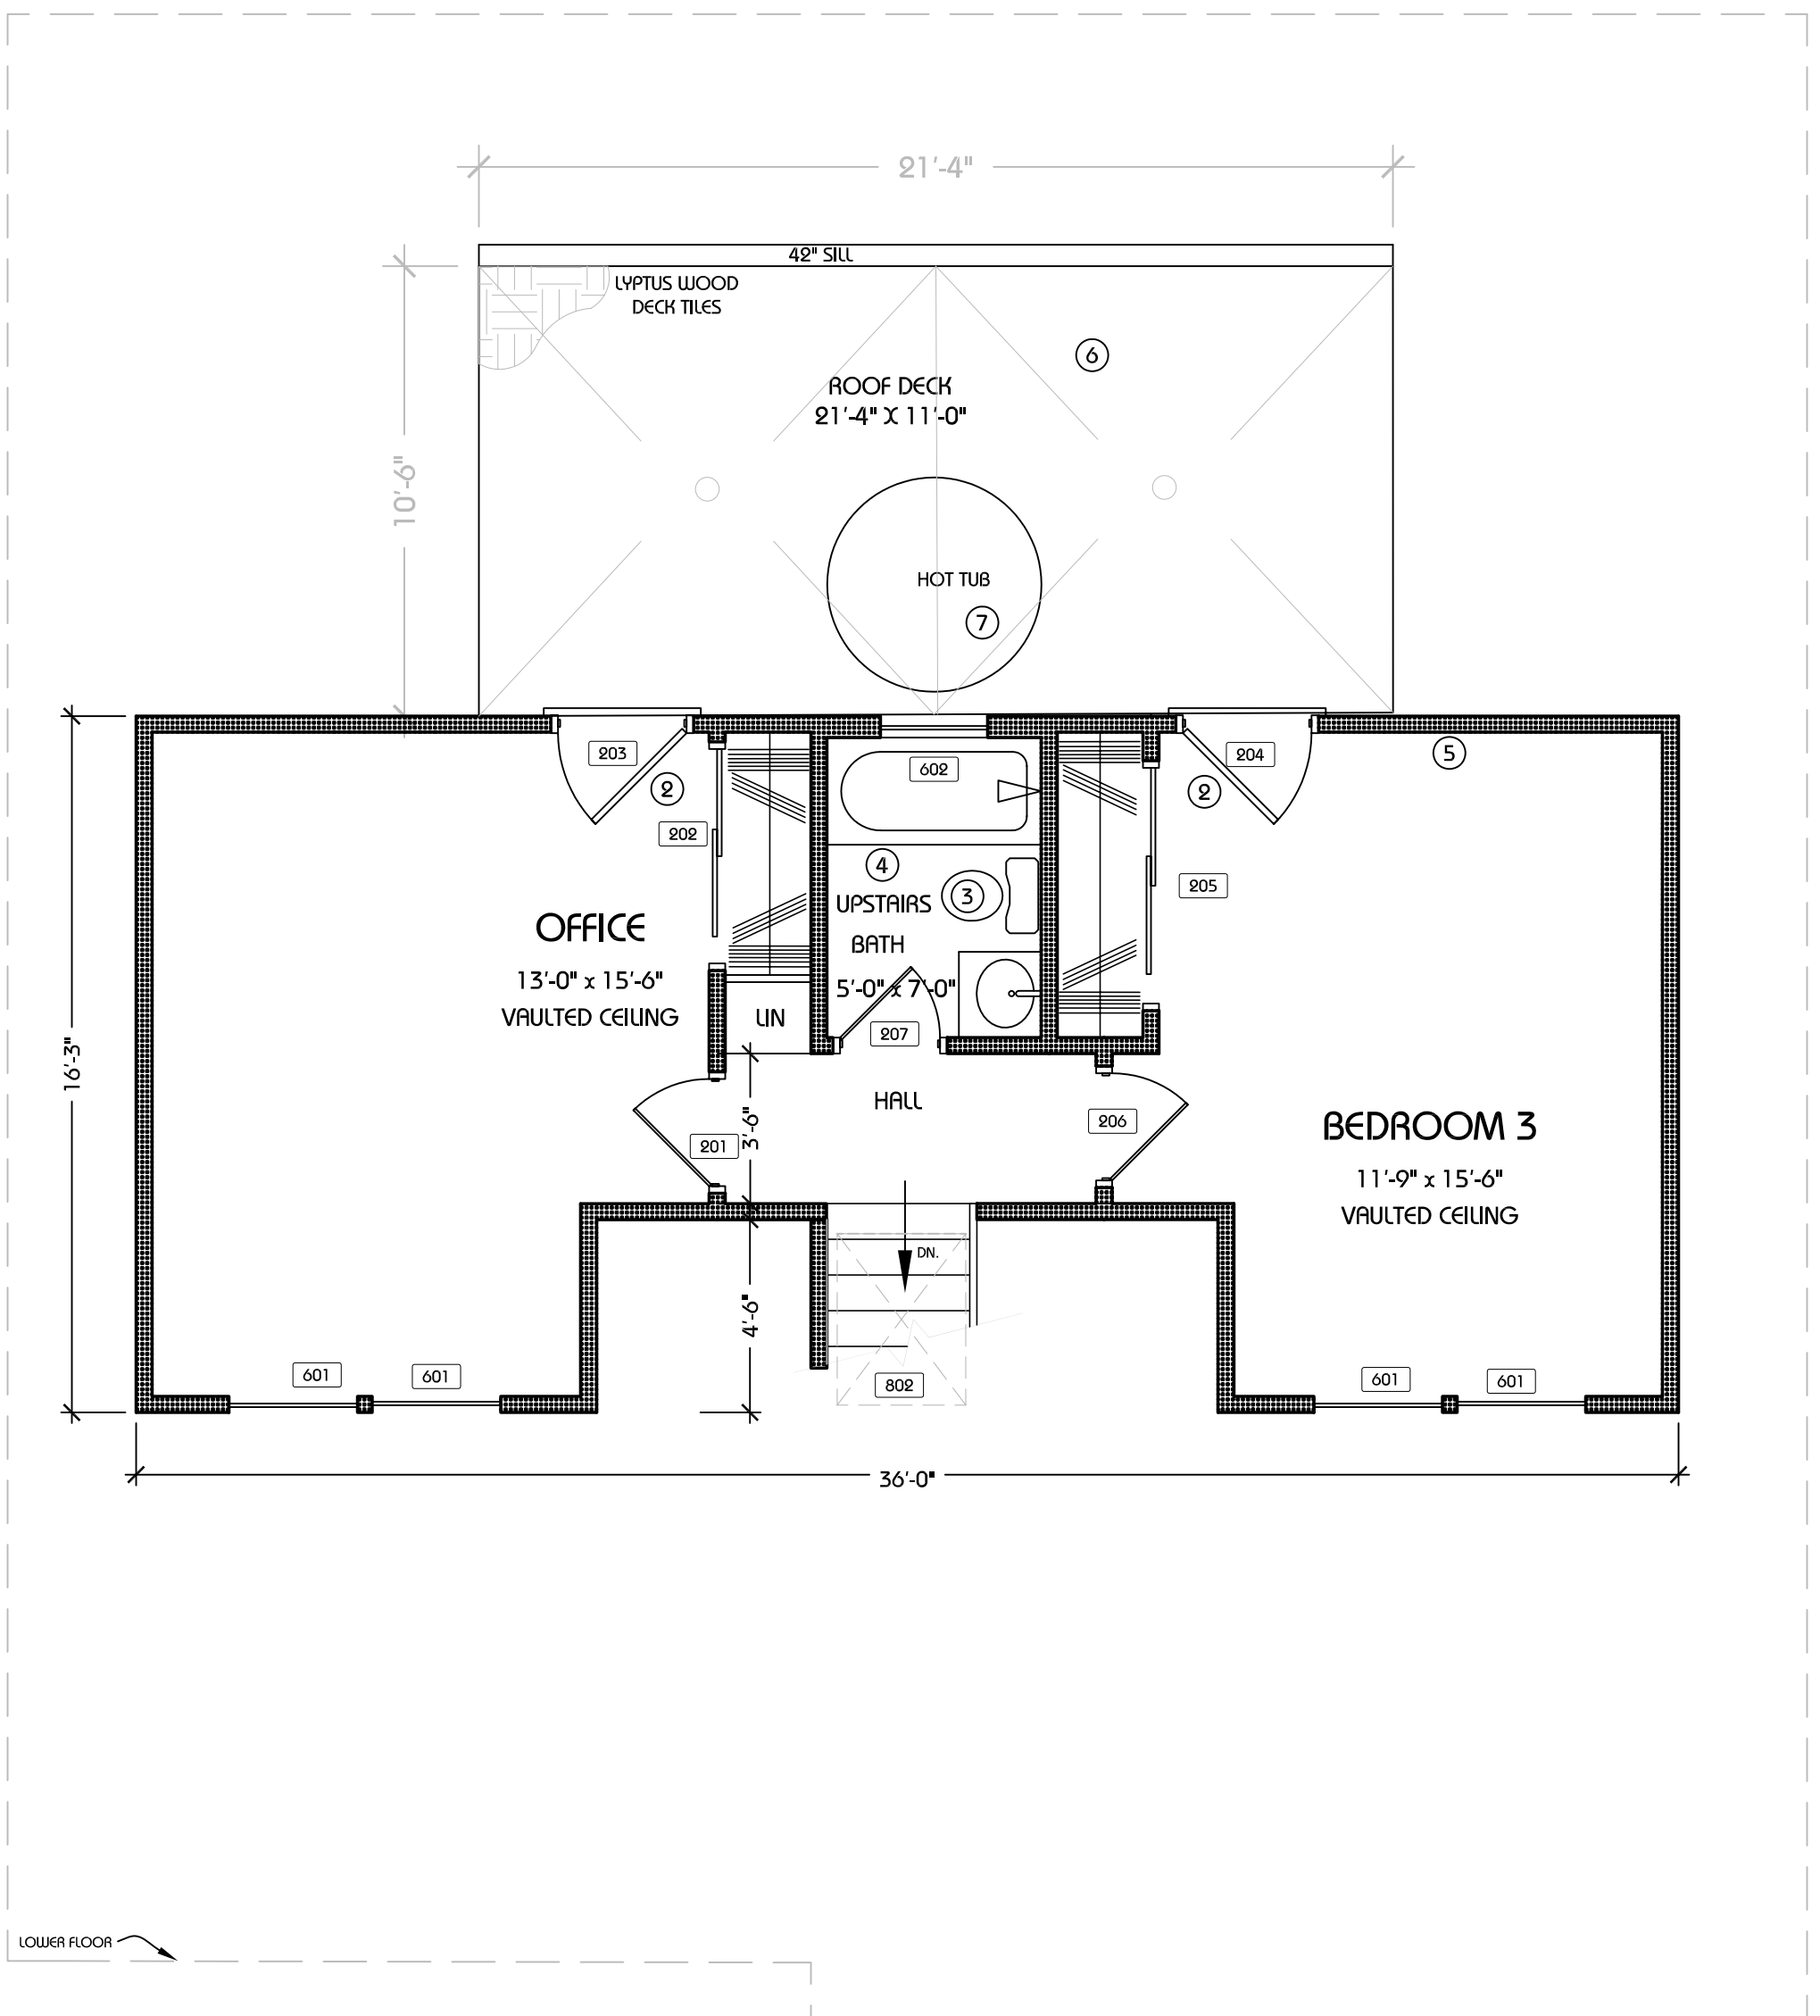 21'-4"
42" SILL
LYPTUS WOOD
DECK TILES
6
ROOF DECK
21'-4" X 11'-0"
10'-6"
HOT TUB
7
203
2
202
602
204
2
5
205
4
3
UPSTAIRS
BATH
5'-0" x 7'-0"
OFFICE
13'-0" x 15'-6"
VAULTED CEILING
LIN
207
16'-3"
HALL
3'-6"
201
206
BEDROOM 3
11'-9" x 15'-6"
VAULTED CEILING
DN.
4'-6"
601
601
802
601
601
36'-0"
LOWER FLOOR